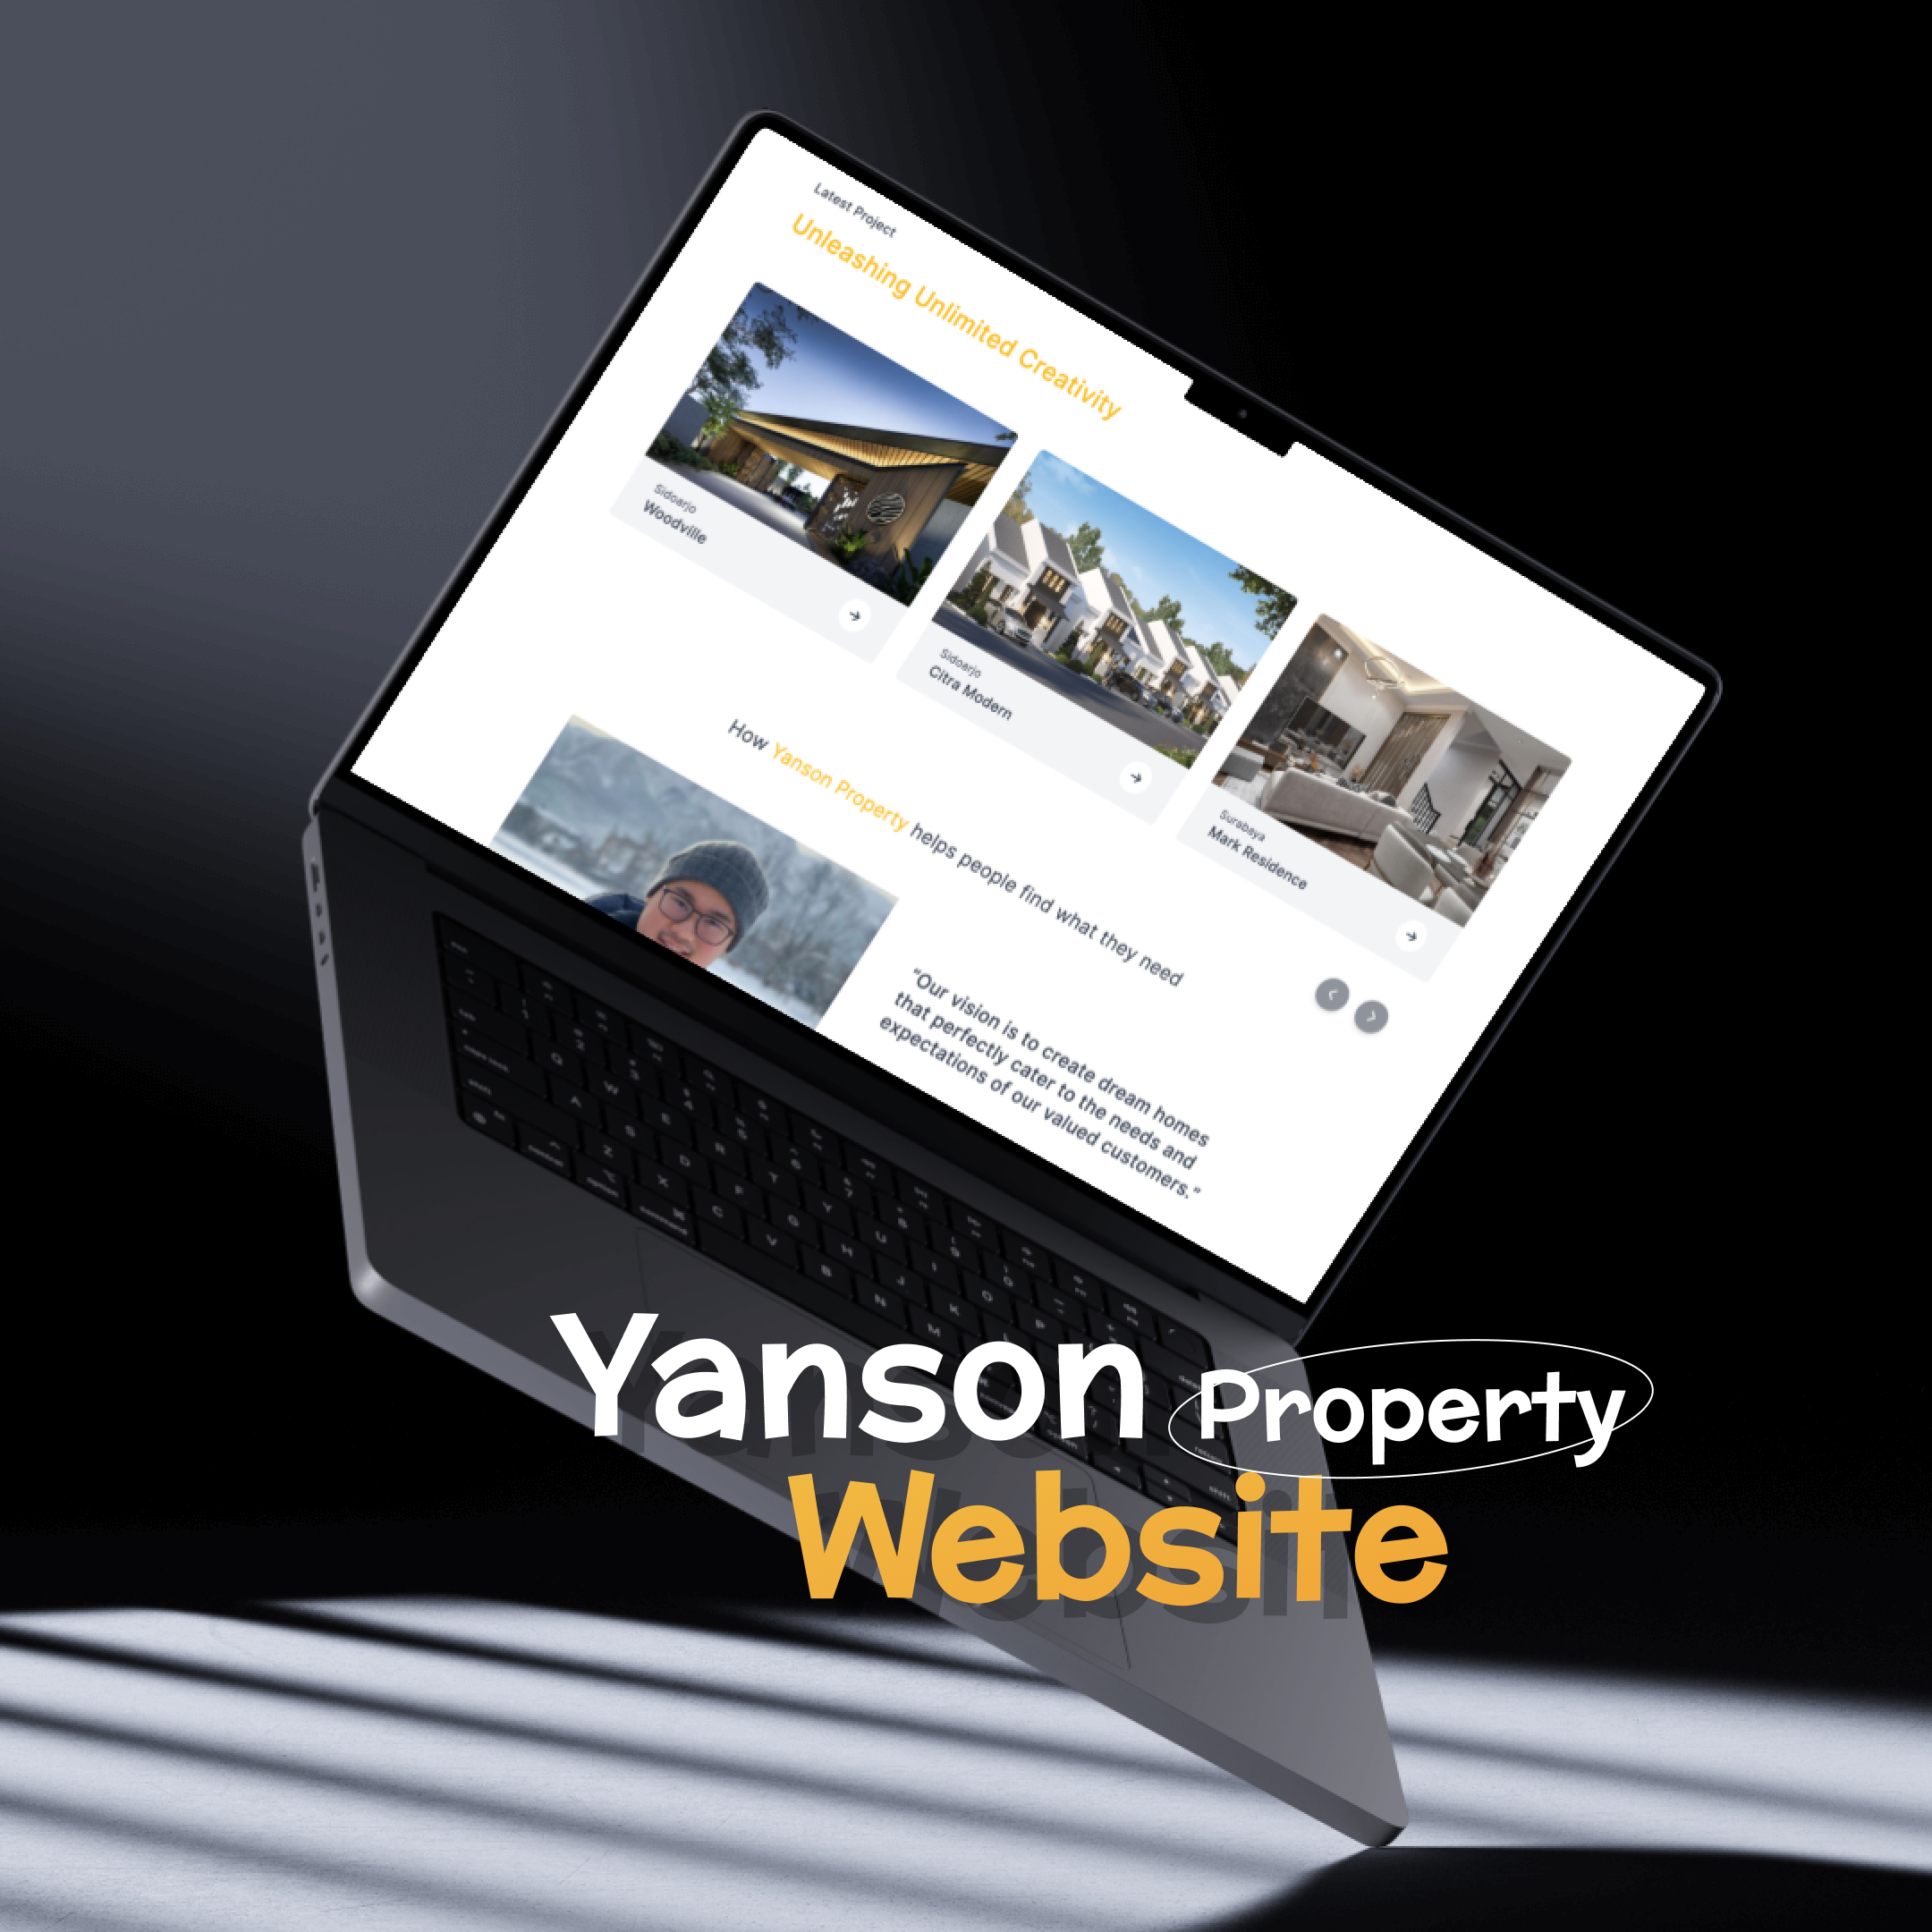 Latest Project
Unleashing Unlimited Creativity
Sidoarjo
Woodville
Sidoarjo
Citra Modern
Surabaya
Mark Residence
How Yanson Property helps people find what they need
"Our vision is to create dream homes
that perfectly cater to the needs and
expectations of our valued customers."
Yanson Property
Website